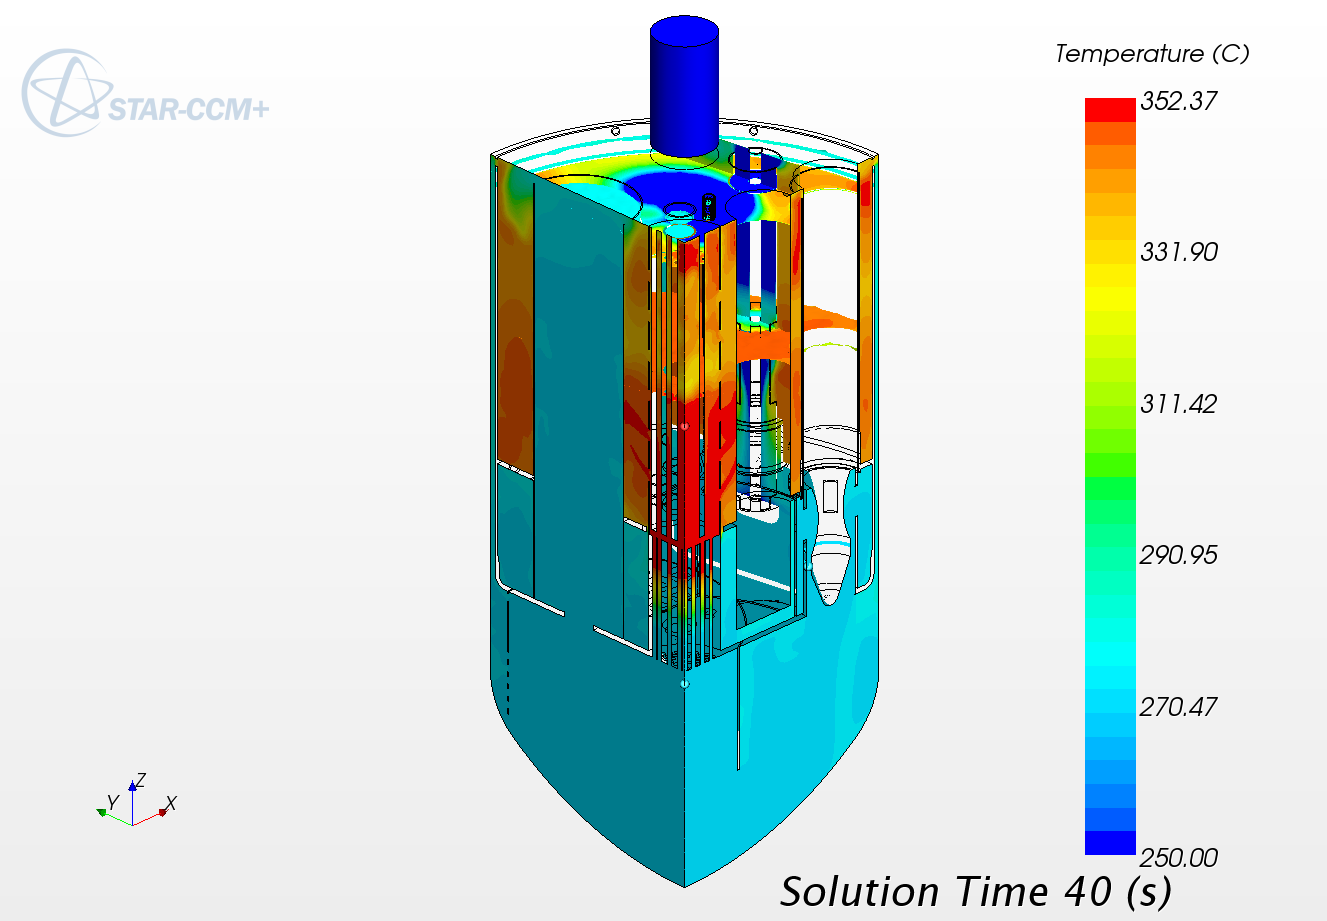 STAR-CCM+
Temperature (C)
352.37
331.90
311.42
290.95
270.47
250.00
Z
Y
X
Solution Time 40 (s)